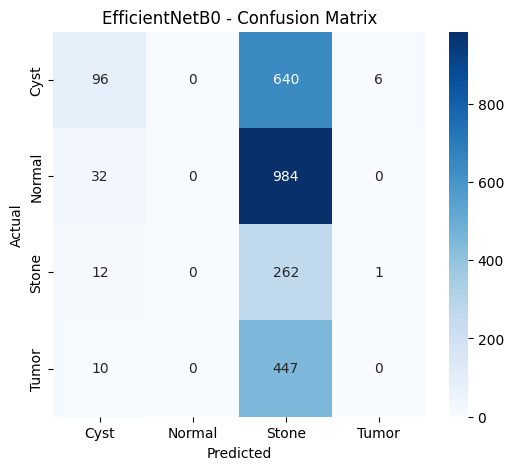 EfficientNetB0 - Confusion Matrix
Actual
Cyst
96 0 640 6
Normal
32 0 984 0
Stone
12 0 262 1
Tumor
10 0 447 0
Cyst Normal Stone Tumor
Predicted
800
600
400
200
0